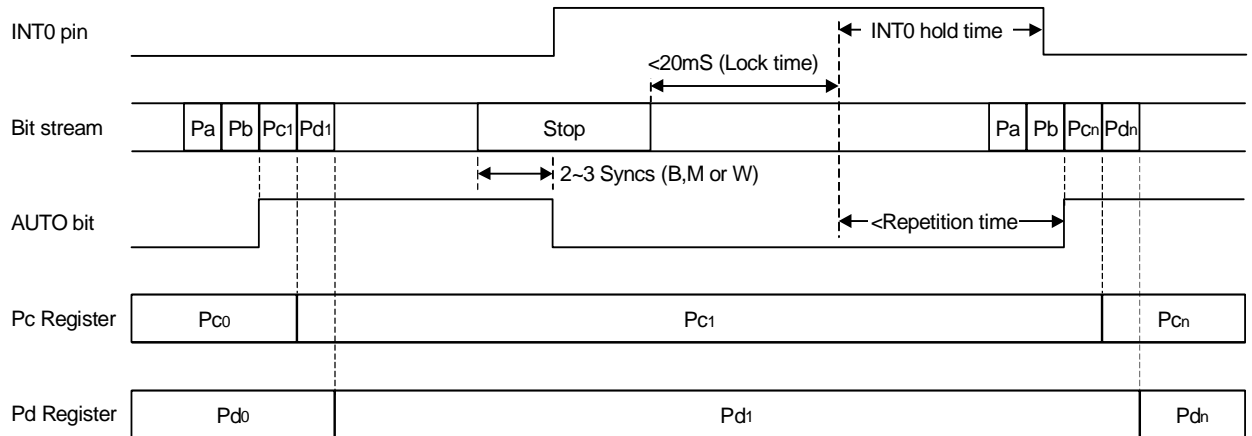 INT0 pin
INT0 hold time
<20mS (Lock time)
Bit stream
Pa Pb Pc1 Pd1 Stop Pa Pb Pcn Pdn
2~3 Syncs (B,M or W)
AUTO bit
<Repetition time
Pc Register Pc0 Pc1 Pcn
Pd Register Pd0 Pd1 Pdn